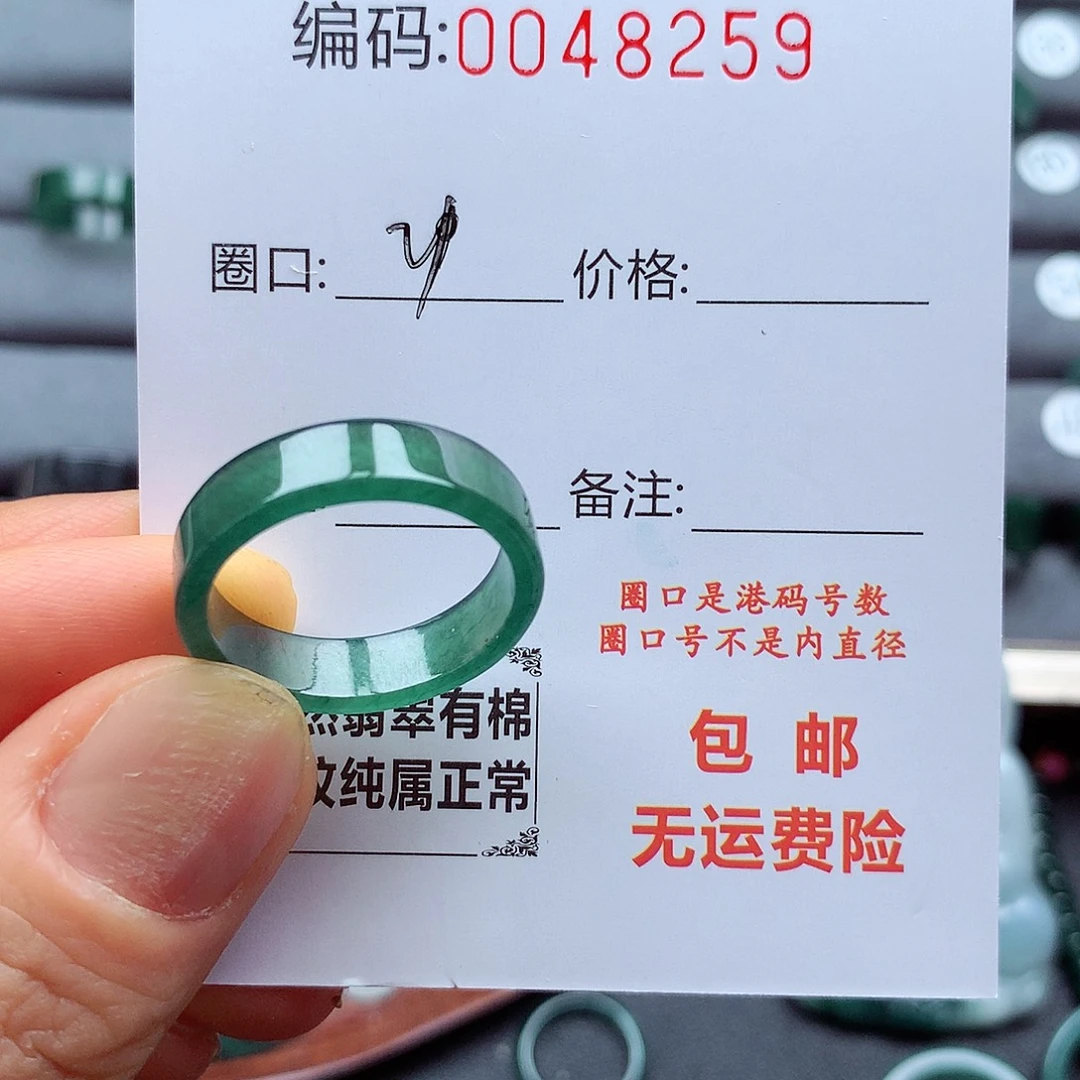 编码:0048259
圈口: 价格:
备注:
圈口是港码号数
圈口号不是内直径
翡翠有棉
纹纯属正常
包 邮
无运费险